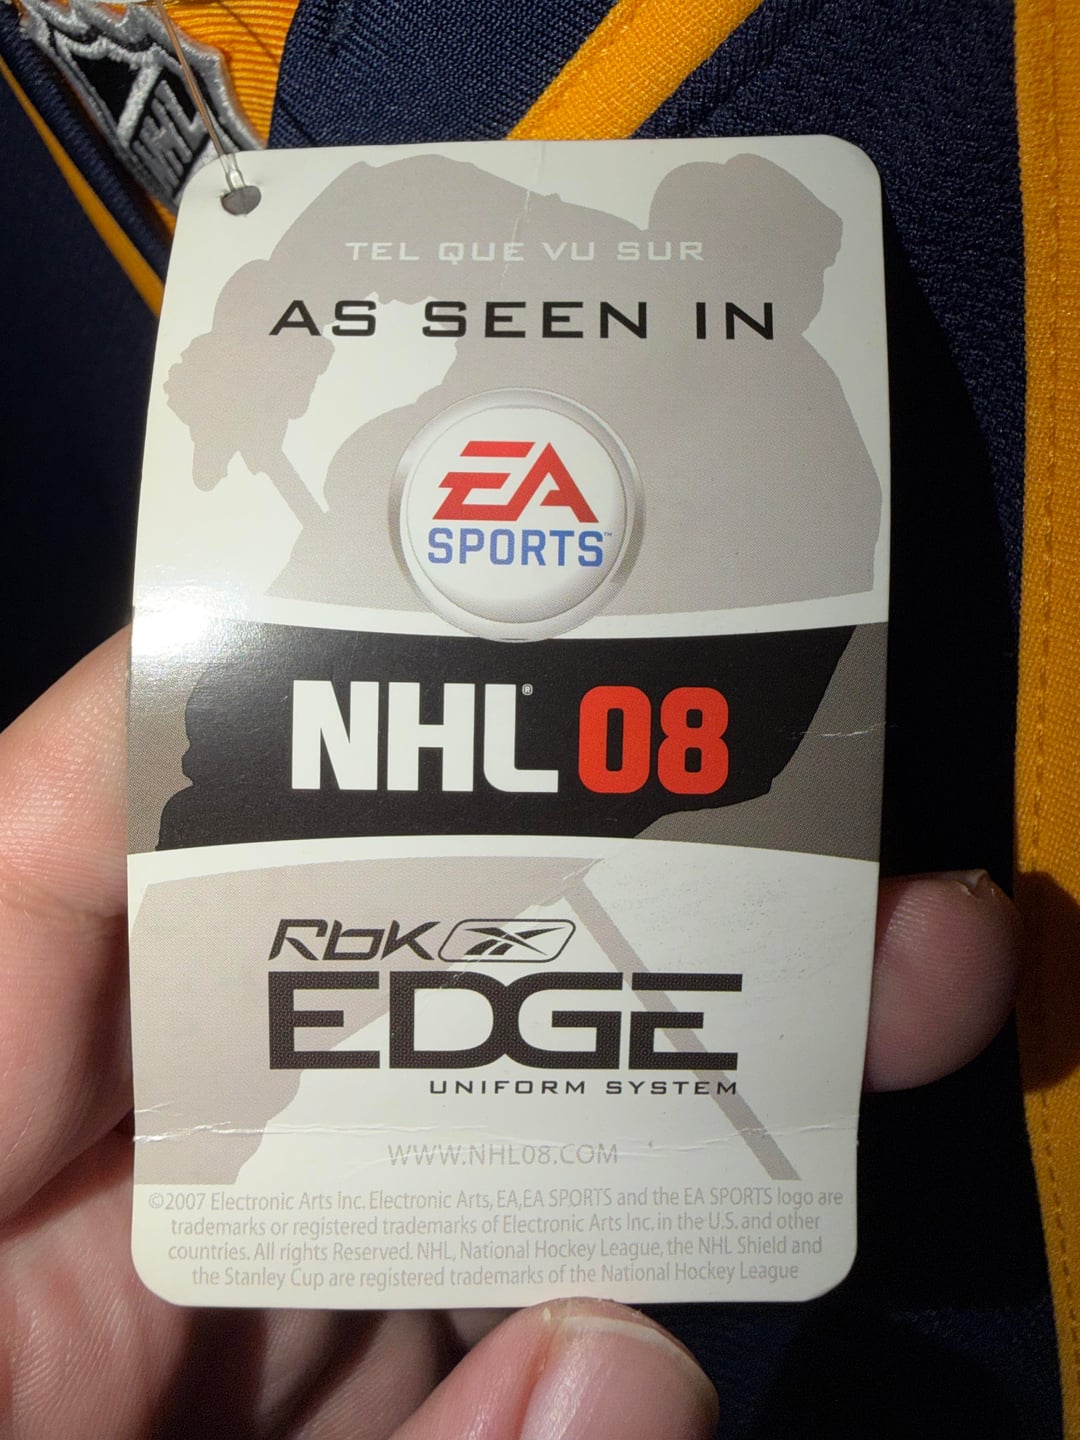 NHL
TEL QUE VU SUR
AS SEEN IN
EA
SPORTS™
NHL® 08
RbK
EDGE
UNIFORM SYSTEM
WWW.NHL08.COM
©2007 Electronic Arts Inc. Electronic Arts, EA,EA SPORTS and the EA SPORTS logo are
trademarks or registered trademarks of Electronic Arts Inc. in the U.S. and other
countries. All rights Reserved. NHL, National Hockey League, the NHL Shield and
the Stanley Cup are registered trademarks of the National Hockey League